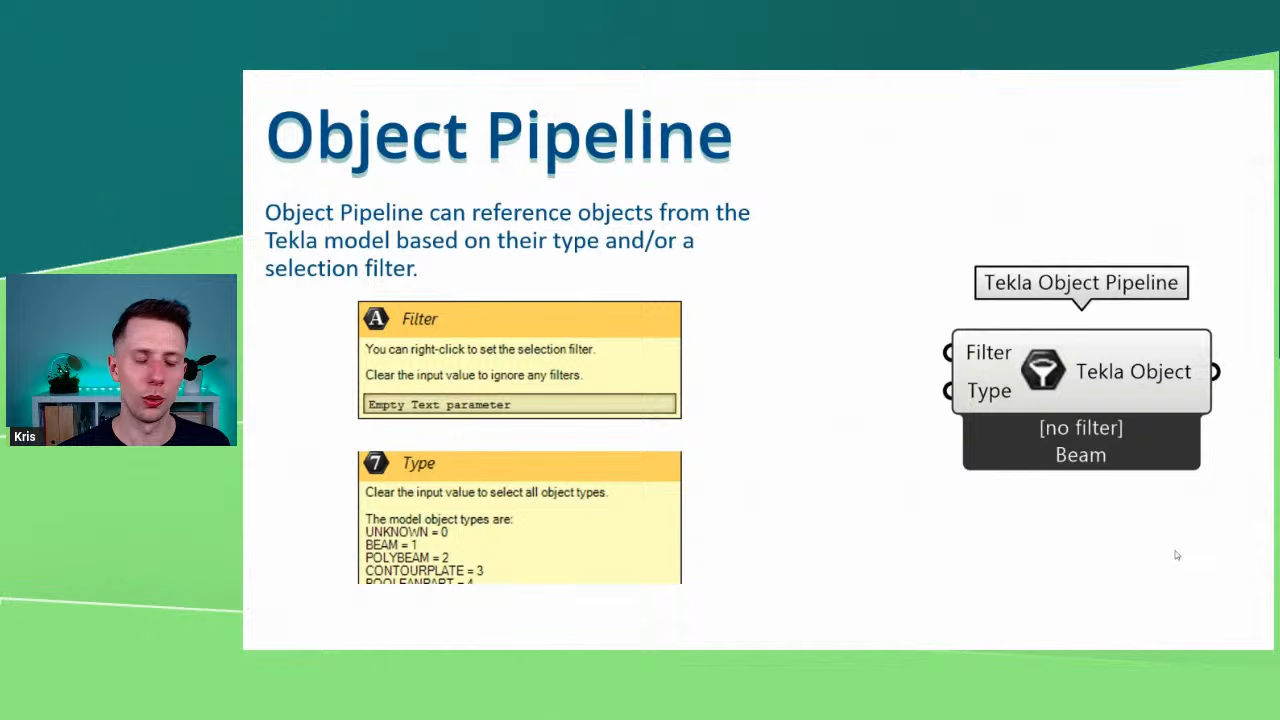 Object Pipeline
Object Pipeline can reference objects from the
Tekla model based on their type and/or a
selection filter.
A Filter
You can right-click to set the selection filter.
Clear the input value to ignore any filters.
Empty Text parameter
7 Type
Clear the input value to select all object types.
The model object types are:
UNKNOWN = 0
BEAM = 1
POLYBEAM = 2
CONTOURPLATE = 3
BOOLEANPART = 4
Tekla Object Pipeline
Filter
Type
Tekla Object
[no filter]
Beam
Kris